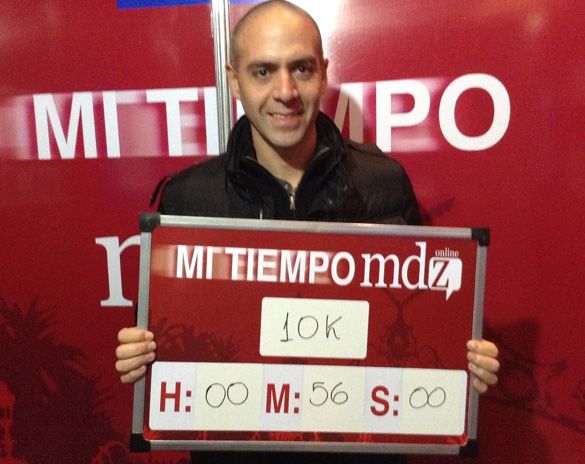 MI TIEMPO
m
MI TIEMPO mdz online
10K
H: 00 M: 56 S: 00